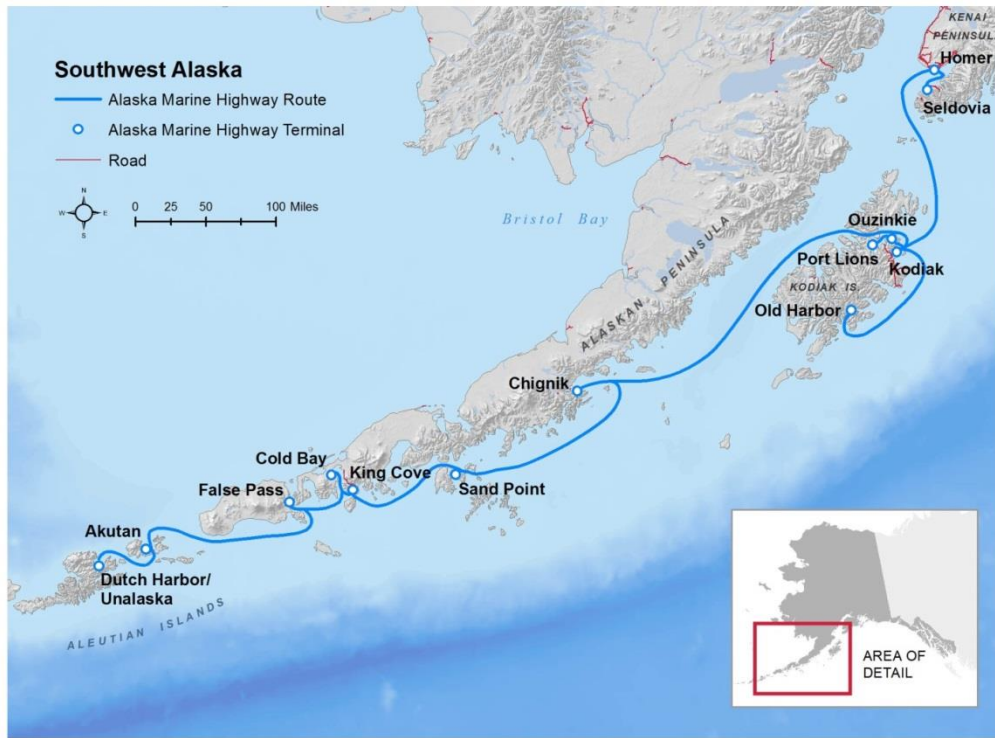 Southwest Alaska
Alaska Marine Highway Route
Alaska Marine Highway Terminal
Road
N
W E
S
0 25 50 100 Miles
KENAI
PENINSULA
Homer
Seldovia
Bristol Bay
ALASKAN PENINSULA
Ouzinkie
Port Lions
Kodiak
KODIAK IS.
Old Harbor
Chignik
Cold Bay
King Cove
Sand Point
False Pass
Akutan
Dutch Harbor/
Unalaska
ALEUTIAN ISLANDS
AREA OF
DETAIL